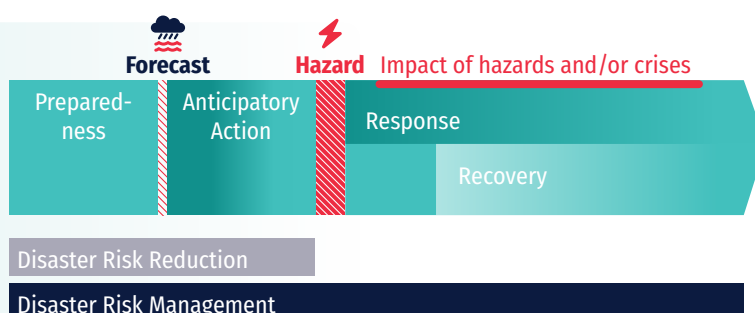 Forecast
Hazard
Impact of hazards and/or crises
Prepared-
ness
Anticipatory
Action
Response
Recovery
Disaster Risk Reduction
Disaster Risk Management